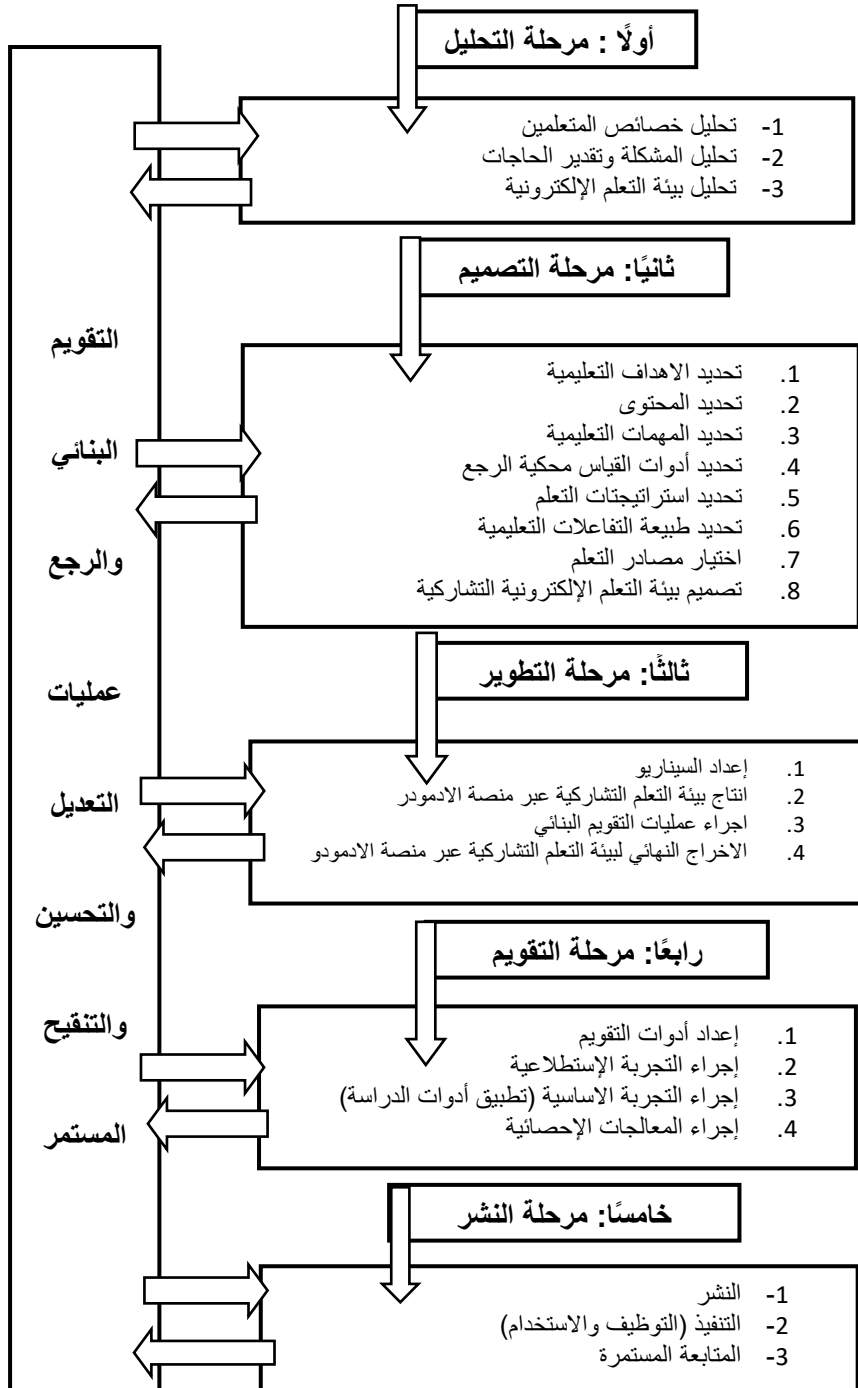 أولًا : مرحلة التحليل
1- تحليل خصائص المتعلمين
2- تحليل المشكلة وتقدير الحاجات
3- تحليل بيئة التعلم الإلكترونية
ثانيًا: مرحلة التصميم
1. تحديد الاهداف التعليمية
2. تحديد المحتوى
3. تحديد المهمات التعليمية
4. تحديد أدوات القياس محكية الرجع
5. تحديد استراتيجتات التعلم
6. تحديد طبيعة التفاعلات التعليمية
7. اختيار مصادر التعلم
8. تصميم بيئة التعلم الإلكترونية التشاركية
ثالثًا: مرحلة التطوير
1. إعداد السيناريو
2. انتاج بيئة التعلم التشاركية عبر منصة الادمودر
3. اجراء عمليات التقويم البنائي
4. الاخراج النهائي لبيئة التعلم التشاركية عبر منصة الادمودو
رابعًا: مرحلة التقويم
1. إعداد أدوات التقويم
2. إجراء التجربة الإستطلاعية
3. إجراء التجربة الاساسية (تطبيق أدوات الدراسة)
4. إجراء المعالجات الإحصائية
خامسًا: مرحلة النشر
1- النشر
2- التنفيذ (التوظيف والاستخدام)
3- المتابعة المستمرة
التقويم
البنائي
والرجع
عمليات
التعديل
والتحسين
والتنقيح
المستمر